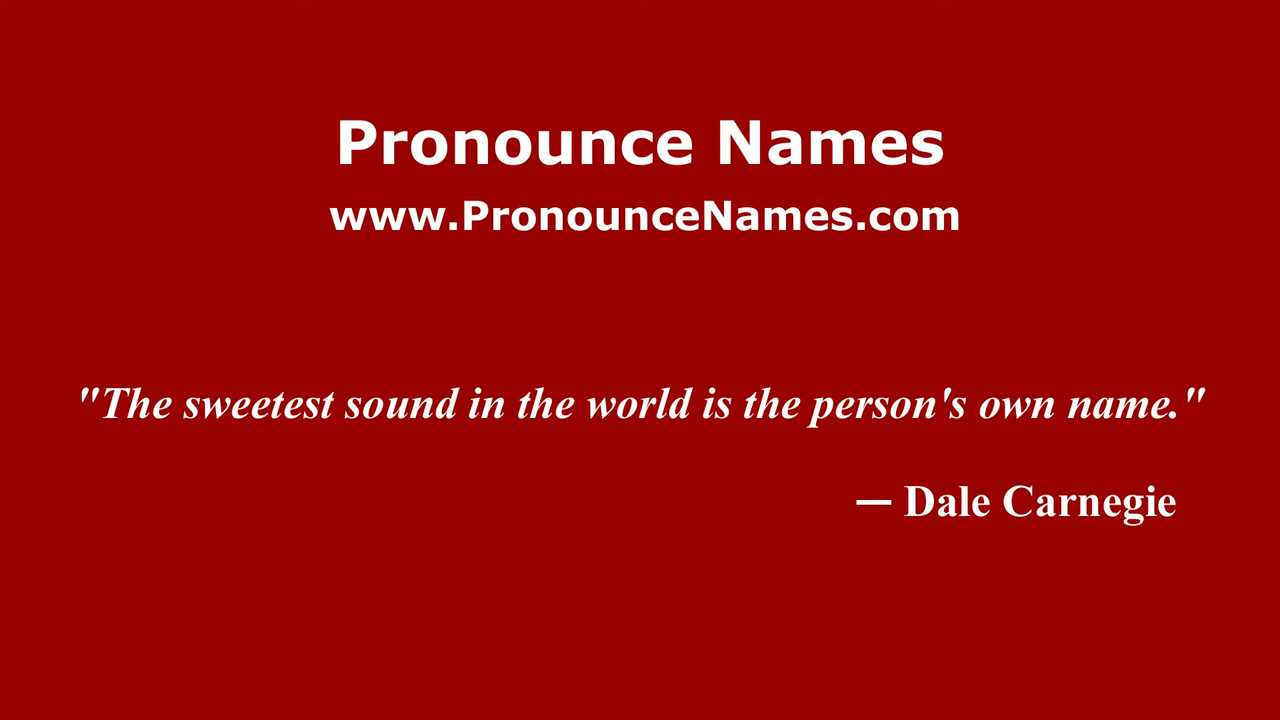 Pronounce Names
www.PronounceNames.com
"The sweetest sound in the world is the person's own name."
— Dale Carnegie